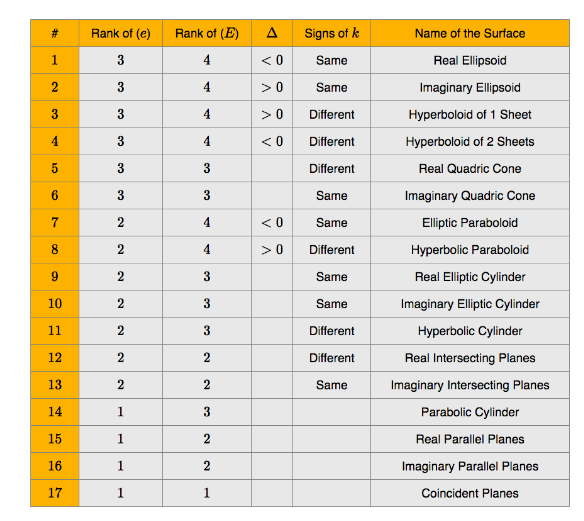 # Rank of (e) Rank of (E) Δ Signs of k Name of the Surface
1 3 4 < 0 Same Real Ellipsoid
2 3 4 > 0 Same Imaginary Ellipsoid
3 3 4 > 0 Different Hyperboloid of 1 Sheet
4 3 4 < 0 Different Hyperboloid of 2 Sheets
5 3 3 Different Real Quadric Cone
6 3 3 Same Imaginary Quadric Cone
7 2 4 < 0 Same Elliptic Paraboloid
8 2 4 > 0 Different Hyperbolic Paraboloid
9 2 3 Same Real Elliptic Cylinder
10 2 3 Same Imaginary Elliptic Cylinder
11 2 3 Different Hyperbolic Cylinder
12 2 2 Different Real Intersecting Planes
13 2 2 Same Imaginary Intersecting Planes
14 1 3 Parabolic Cylinder
15 1 2 Real Parallel Planes
16 1 2 Imaginary Parallel Planes
17 1 1 Coincident Planes